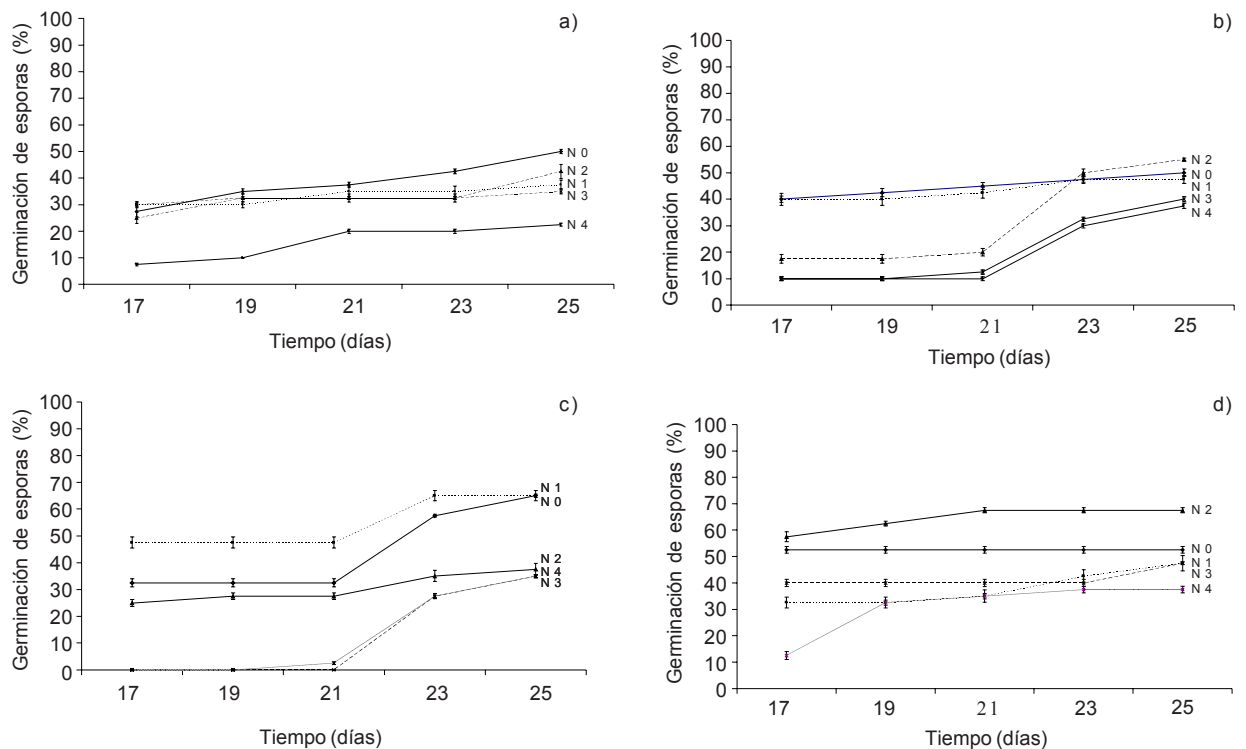 a)
Germinación de esporas (%)
100
90
80
70
60
50
40
30
20
10
0
N 0
N 2
N 1
N 3
N 4
17 19 21 23 25
Tiempo (días)
b)
Germinación de esporas (%)
100
90
80
70
60
50
40
30
20
10
0
N 2
N 0
N 1
N 3
N 4
17 19 21 23 25
Tiempo (días)
c)
Germinación de esporas (%)
100
90
80
70
60
50
40
30
20
10
0
N 1
N 0
N 2
N 4
N 3
17 19 21 23 25
Tiempo (días)
d)
Germinación de esporas (%)
100
90
80
70
60
50
40
30
20
10
0
N 2
N 0
N 1
N 3
N 4
17 19 21 23 25
Tiempo (días)